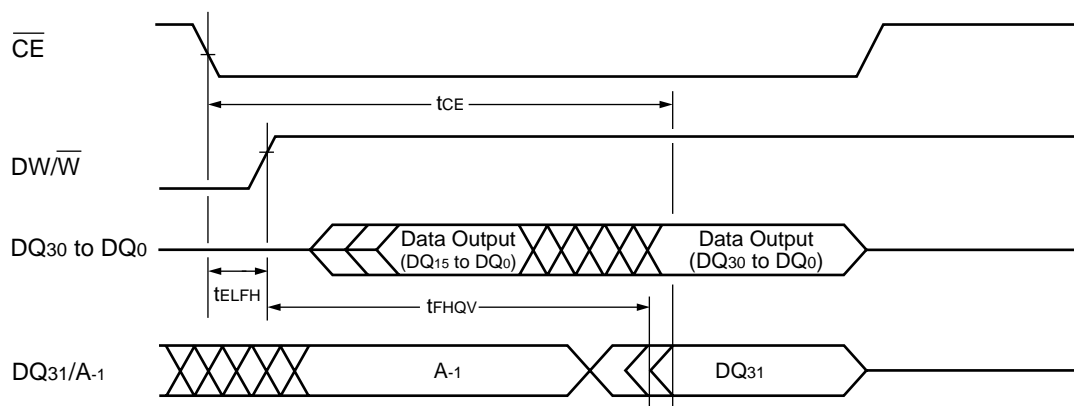 CE
tCE
DW/W
DQ30 to DQ0
Data Output
(DQ15 to DQ0)
Data Output
(DQ30 to DQ0)
tELFH
tFHQV
DQ31/A-1
A-1
DQ31